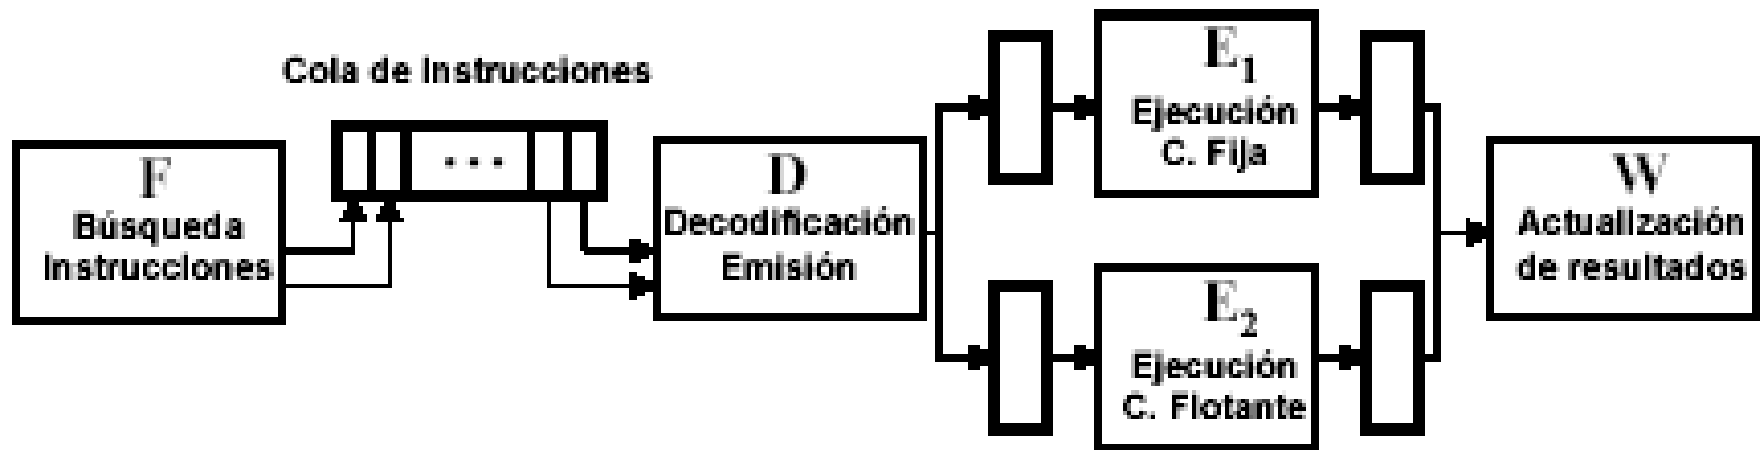 Cola de Instrucciones
F
Búsqueda
Instrucciones
...
D
Decodificación
Emisión
E1
Ejecución
C. Fija
E2
Ejecución
C. Flotante
W
Actualización
de resultados